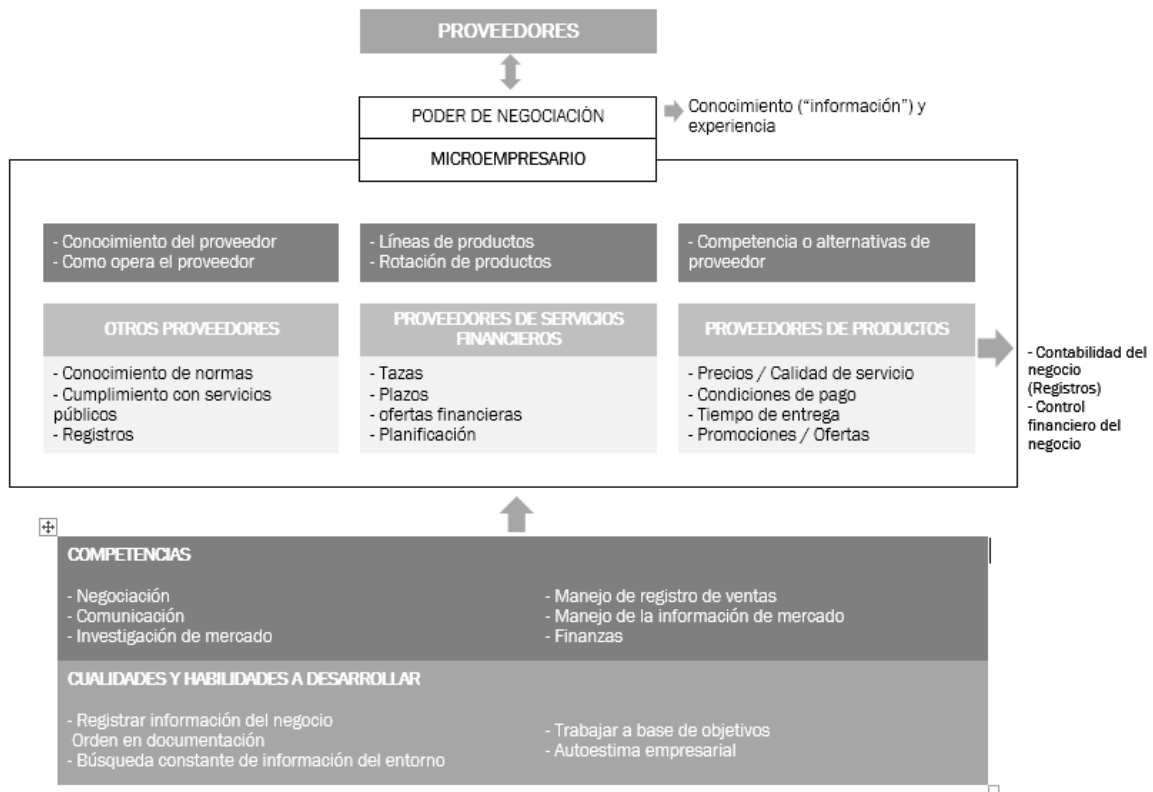 PROVEEDORES
PODER DE NEGOCIACIÓN
Conocimiento ("información") y
experiencia
MICROEMPRESARIO
- Conocimiento del proveedor
- Como opera el proveedor
- Líneas de productos
- Rotación de productos
- Competencia o alternativas de
proveedor
OTROS PROVEEDORES
- Conocimiento de normas
- Cumplimiento con servicios
públicos
- Registros
PROVEEDORES DE SERVICIOS
FINANCIEROS
- Tazas
- Plazos
- ofertas financieras
- Planificación
PROVEEDORES DE PRODUCTOS
- Precios / Calidad de servicio
- Condiciones de pago
- Tiempo de entrega
- Promociones / Ofertas
- Contabilidad del
negocio
(Registros)
- Control
financiero del
negocio
COMPETENCIAS
- Negociación
- Comunicación
- Investigación de mercado
- Manejo de registro de ventas
- Manejo de la información de mercado
- Finanzas
CUALIDADES Y HABILIDADES A DESARROLLAR
- Registrar información del negocio
Orden en documentación
- Búsqueda constante de información del entorno
- Trabajar a base de objetivos
- Autoestima empresarial